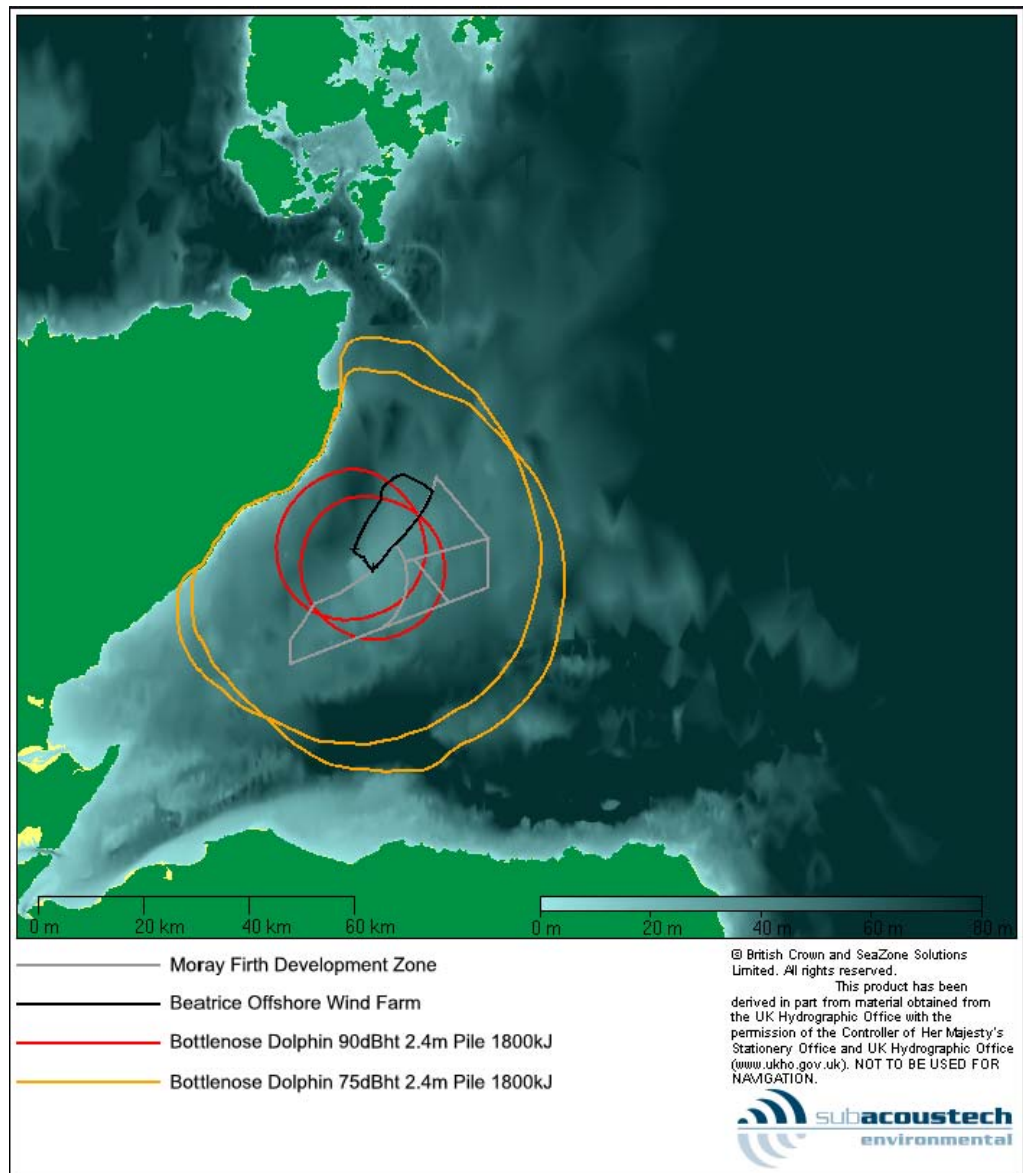 0 m 20 km 40 km 60 km 0 m 20 m 40 m 60 m 80 m
Moray Firth Development Zone
Beatrice Offshore Wind Farm
Bottlenose Dolphin 90dBht 2.4m Pile 1800kJ
Bottlenose Dolphin 75dBht 2.4m Pile 1800kJ
© British Crown and SeaZone Solutions
Limited. All rights reserved.
This product has been
derived in part from material obtained from
the UK Hydrographic Office with the
permission of the Controller of Her Majesty's
Stationery Office and UK Hydrographic Office
(www.ukho.gov.uk). NOT TO BE USED FOR
NAVIGATION.
subacoustech
environmental